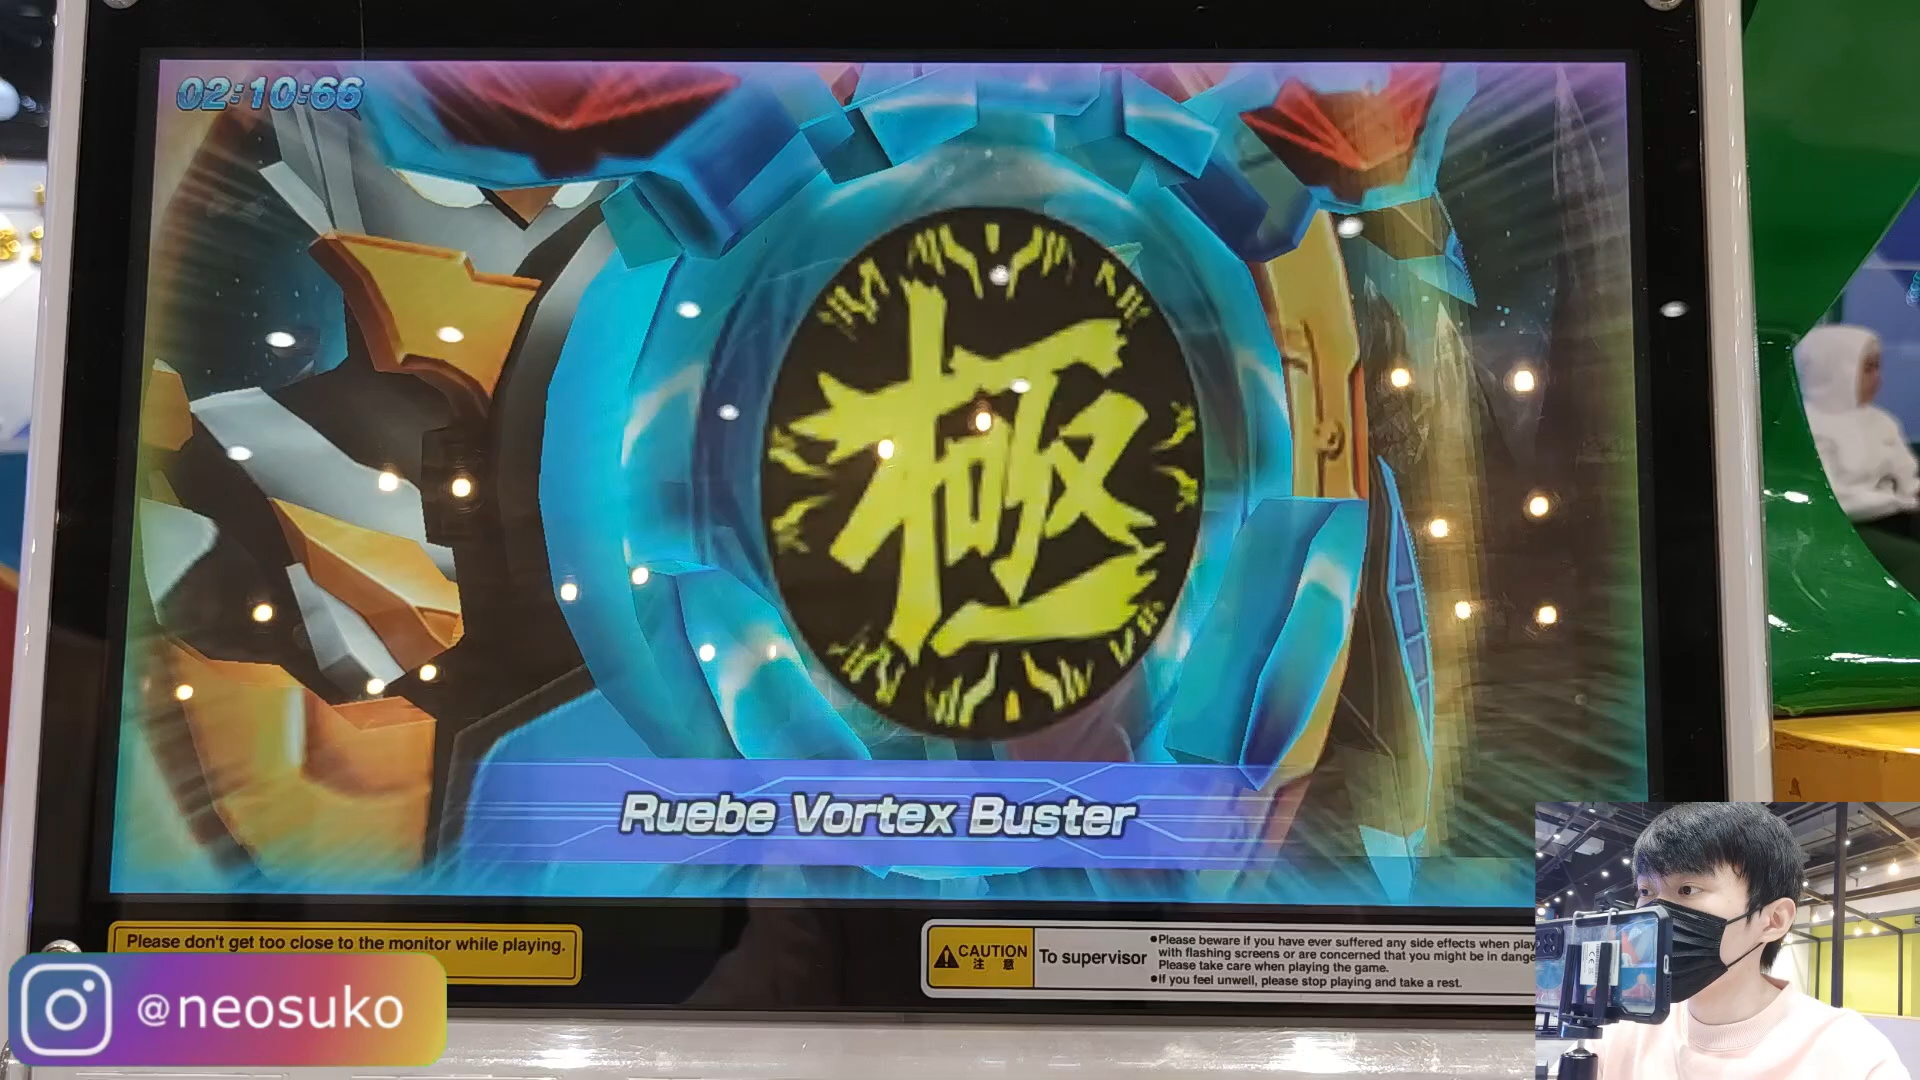 02:10:66
極
Ruebe Vortex Buster
Please don't get too close to the monitor while playing.
CAUTION
注 意
To supervisor
•Please beware if you have ever suffered any side effects when play
with flashing screens or are concerned that you might be in dange
Please take care when playing the game.
•If you feel unwell, please stop playing and take a rest.
@neosuko